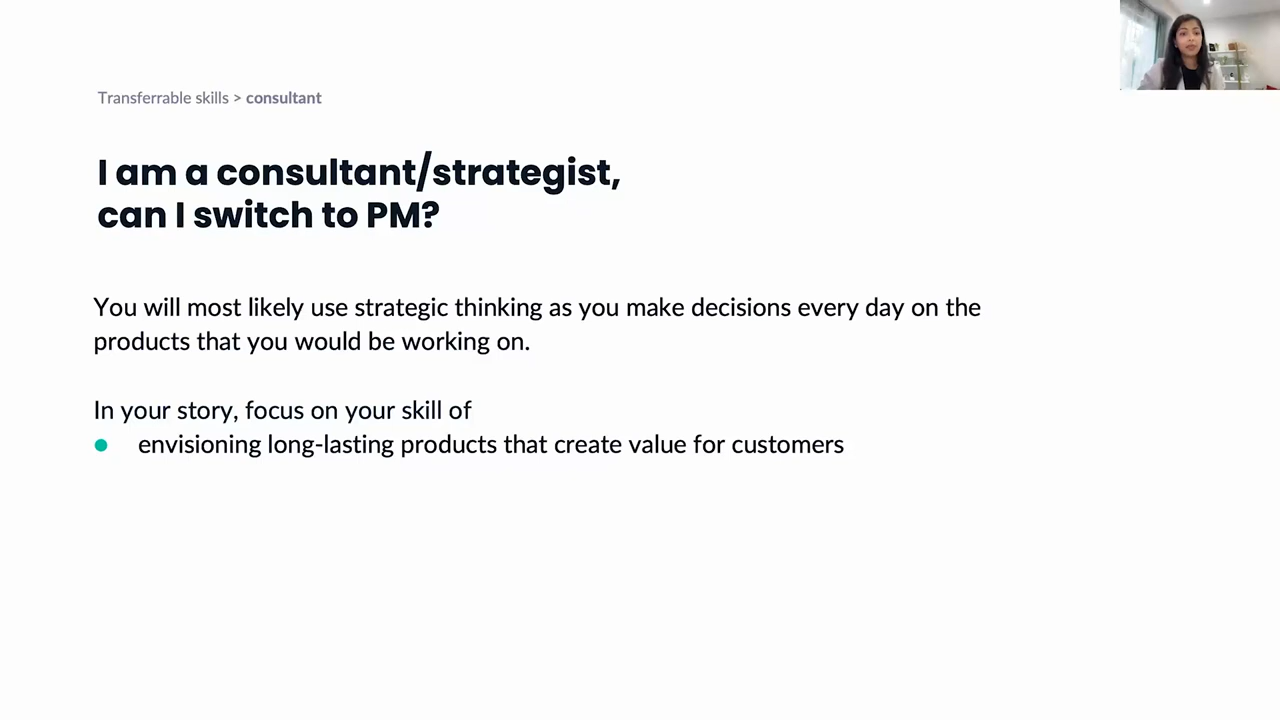 Transferrable skills > consultant
I am a consultant/strategist,
can I switch to PM?
You will most likely use strategic thinking as you make decisions every day on the
products that you would be working on.
In your story, focus on your skill of
● envisioning long-lasting products that create value for customers